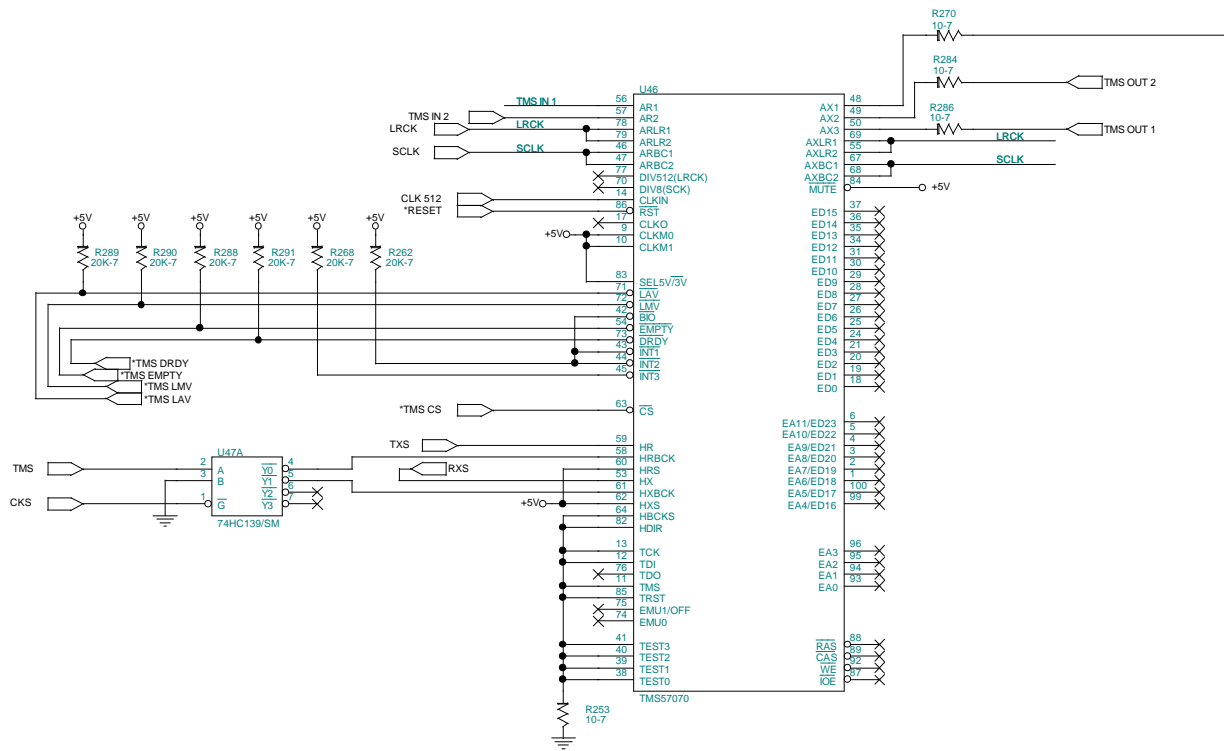 R270
10-7
R284
10-7
TMS OUT 2
R286
10-7
TMS OUT 1
LRCK
SCLK
+5V
U46
TMS IN 1
TMS IN 2
LRCK
LRCK
SCLK
SCLK
CLK 512
*RESET
+5V
56 AR1
57 AR2
78 ARLR1
79 ARLR2
46 ARBC1
47 ARBC2
77 DIV512(LRCK)
70 DIV8(SCK)
14 CLKIN
86 RST
17 CLKO
9 CLKM0
10 CLKM1
83 SEL5V/3V
71 LAV
72 LMV
42 BIO
54 EMPTY
73 DRDY
43 INT1
44 INT2
45 INT3
63 CS
59 HR
58 HRBCK
60 HRS
53 HX
61 HXBCK
62 HXS
64 HBCKS
82 HDIR
13 TCK
12 TDI
76 TDO
11 TMS
85 TRST
75 EMU1/OFF
74 EMU0
41 TEST3
40 TEST2
39 TEST1
38 TEST0
AX1 48
AX2 49
AX3 50
AXLR1 69
AXLR2 55
AXBC1 67
AXBC2 68
MUTE 84
ED15 37
ED14 36
ED13 35
ED12 34
ED11 31
ED10 30
ED9 29
ED8 28
ED7 27
ED6 26
ED5 25
ED4 24
ED3 21
ED2 20
ED1 19
ED0 18
EA11/ED23 6
EA10/ED22 5
EA9/ED21 4
EA8/ED20 3
EA7/ED19 2
EA6/ED18 1
EA5/ED17 100
EA4/ED16 99
EA3 96
EA2 95
EA1 94
EA0 93
RAS 88
CAS 89
WE 92
IOE 87
TMS57070
+5V +5V +5V +5V +5V +5V
R289 R290 R288 R291 R268 R262
20K-7 20K-7 20K-7 20K-7 20K-7 20K-7
*TMS DRDY
*TMS EMPTY
*TMS LMV
*TMS LAV
*TMS CS
TXS
RXS
+5V
TMS
CKS
U47A
2 A
3 B
1 G
Y0 4
Y1 5
Y2 6
Y3 7
74HC139/SM
R253
10-7